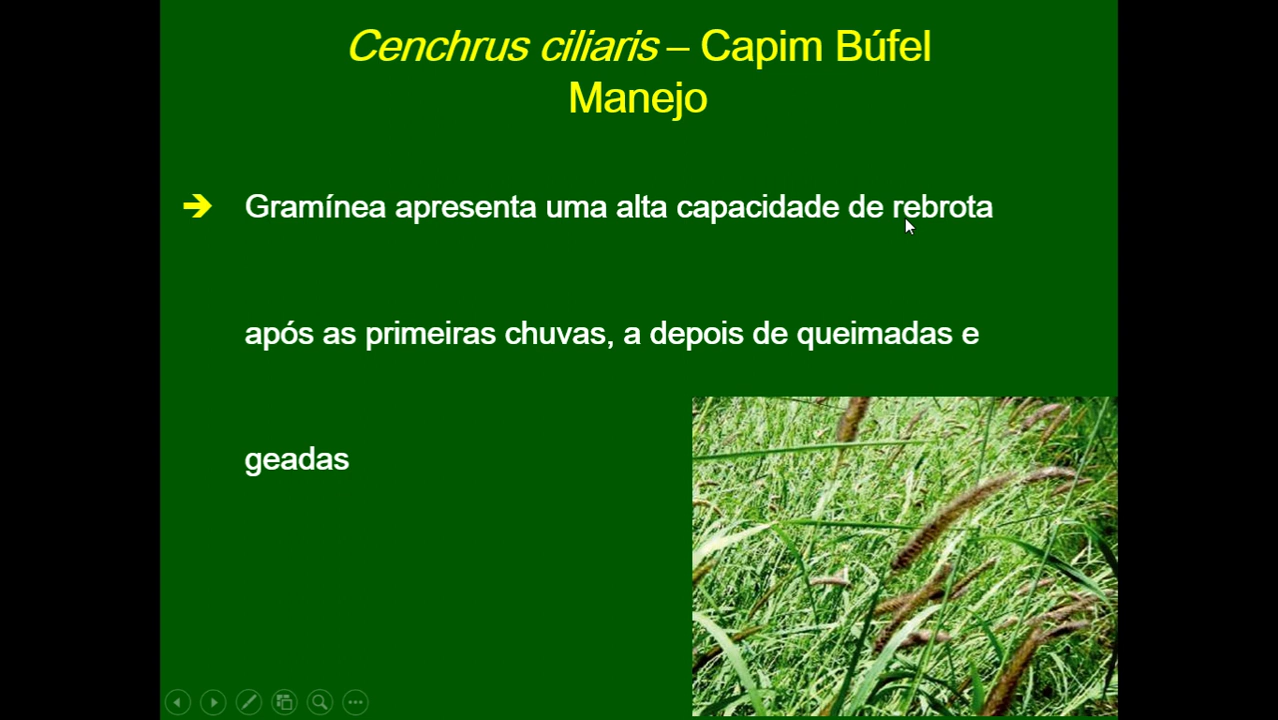 Cenchrus ciliaris – Capim Búfel
Manejo
➔ Gramínea apresenta uma alta capacidade de rebrota
após as primeiras chuvas, a depois de queimadas e
geadas